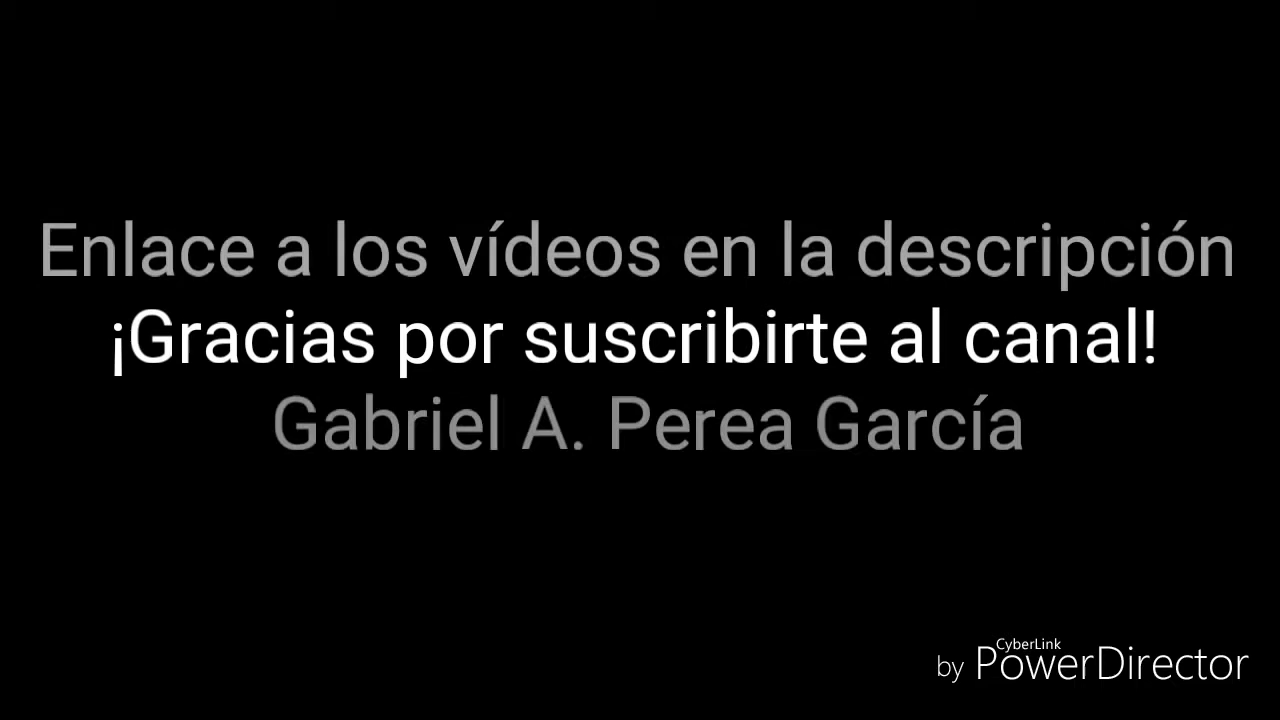 Enlace a los vídeos en la descripción
¡Gracias por suscribirte al canal!
Gabriel A. Perea García
CyberLink
by PowerDirector